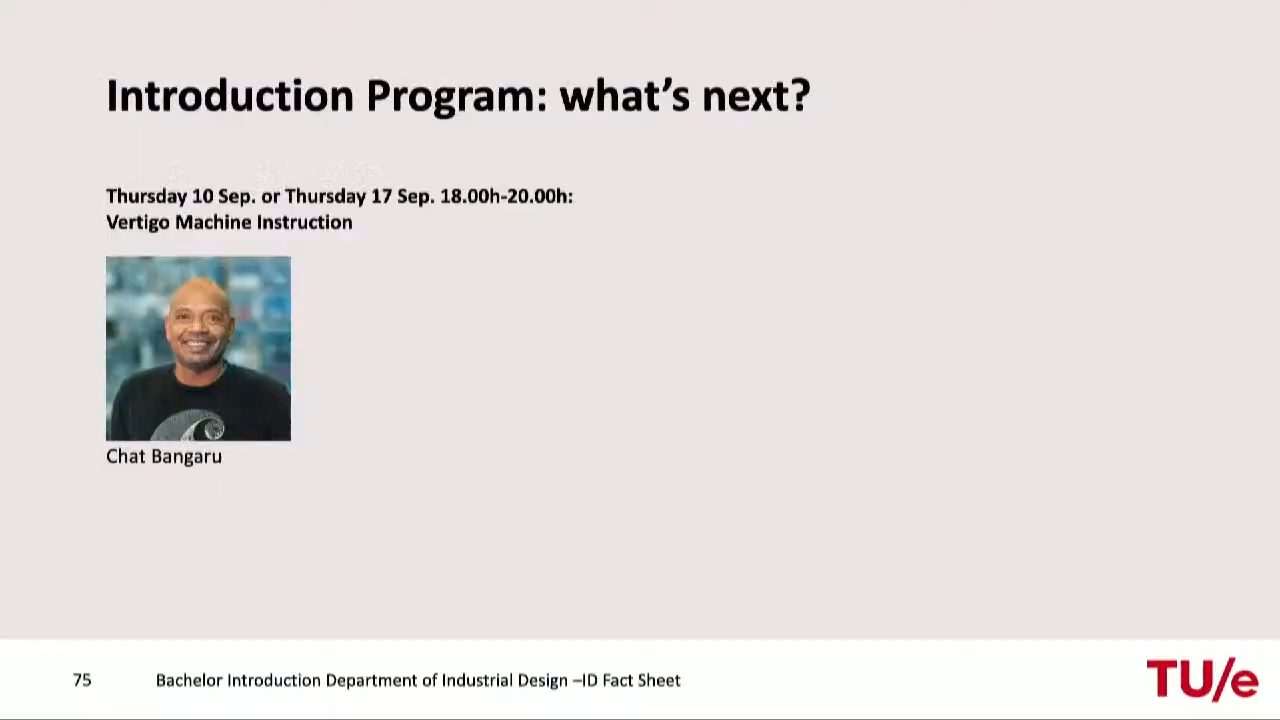 Introduction Program: what's next?
Thursday 10 Sep. or Thursday 17 Sep. 18.00h-20.00h:
Vertigo Machine Instruction
Chat Bangaru
75 Bachelor Introduction Department of Industrial Design –ID Fact Sheet
TU/e